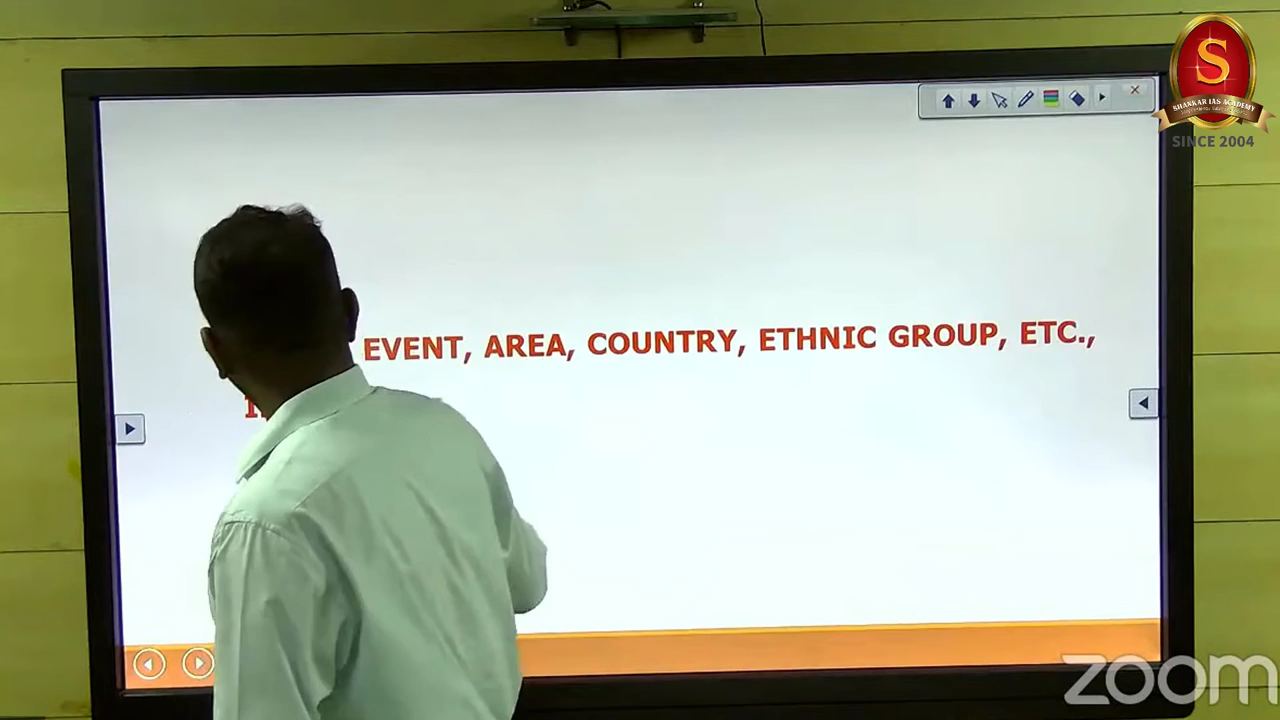 S
SHANKAR IAS ACADEMY
SINCE 2004
EVENT, AREA, COUNTRY, ETHNIC GROUP, ETC.,
zoom